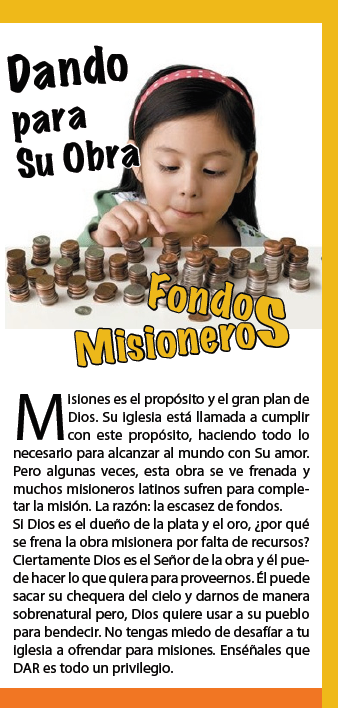 Dando
para
Su Obra
Fondos
Misioneros
Misiones es el propósito y el gran plan de
Dios. Su iglesia está llamada a cumplir
con este propósito, haciendo todo lo
necesario para alcanzar al mundo con Su amor.
Pero algunas veces, esta obra se ve frenada y
muchos misioneros latinos sufren para comple-
tar la misión. La razón: la escasez de fondos.
Si Dios es el dueño de la plata y el oro, ¿por qué
se frena la obra misionera por falta de recursos?
Ciertamente Dios es el Señor de la obra y él pue-
de hacer lo que quiera para proveernos. Él puede
sacar su chequera del cielo y darnos de manera
sobrenatural pero, Dios quiere usar a su pueblo
para bendecir. No tengas miedo de desafíar a tu
iglesia a ofrendar para misiones. Enséñales que
DAR es todo un privilegio.